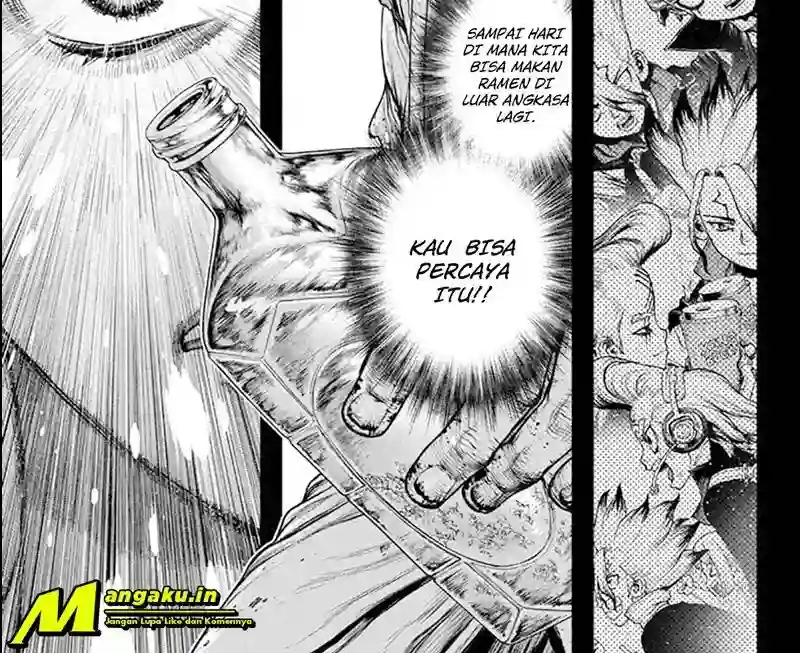 SAMPAI HARI
DI MANA KITA
BISA MAKAN
RAMEN DI
LUAR ANGKASA
LAGI.
KAU BISA
PERCAYA
ITU!!
Mangaku.in
Jangan Lupa Like dan Komennya